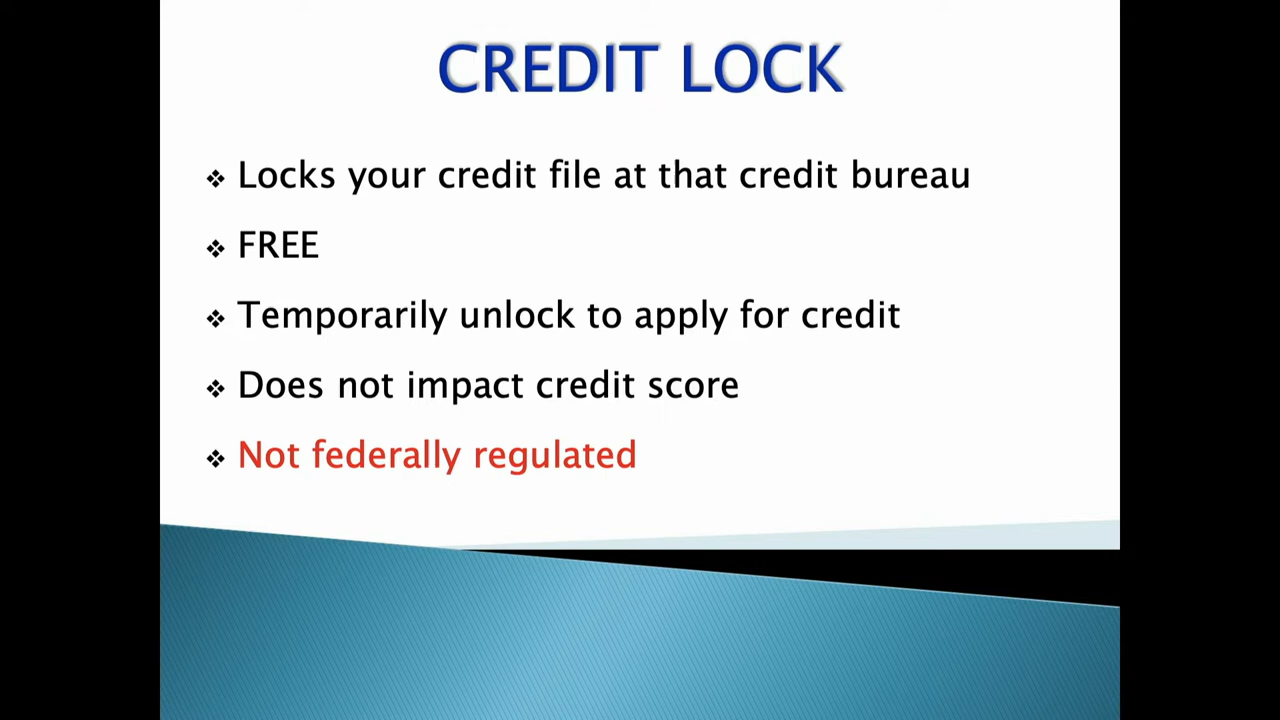 CREDIT LOCK
Locks your credit file at that credit bureau
FREE
Temporarily unlock to apply for credit
Does not impact credit score
Not federally regulated